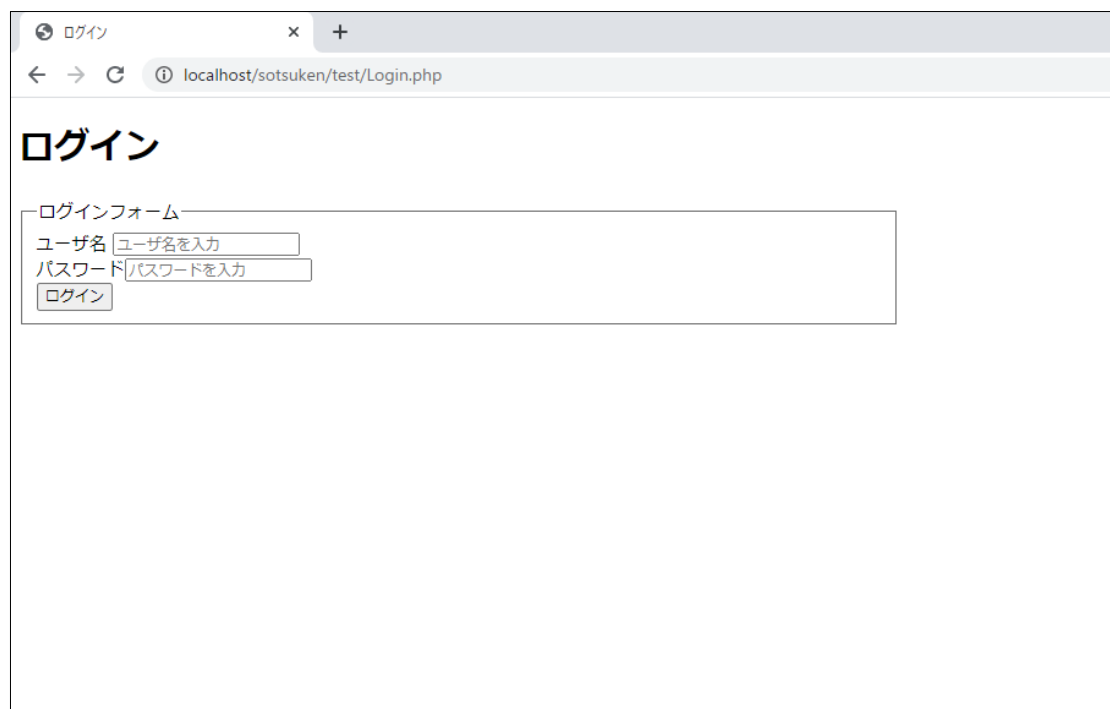 ログイン
localhost/sotsuken/test/Login.php
ログイン
ログインフォーム
ユーザ名 ユーザ名を入力
パスワード パスワードを入力
ログイン